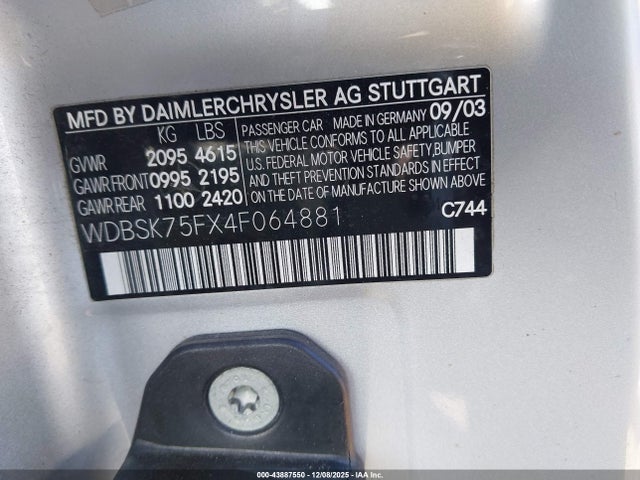 MFD BY DAIMLERCHRYSLER AG STUTTGART
KG LBS
GVWR 2095 4615
GAWR FRONT 0995 2195
GAWR REAR 1100 2420
PASSENGER CAR MADE IN GERMANY 09/03
THIS VEHICLE CONFORMS TO ALL APPLICABLE
U.S. FEDERAL MOTOR VEHICLE SAFETY, BUMPER
AND THEFT PREVENTION STANDARDS IN EFFECT
ON THE DATE OF MANUFACTURE SHOWN ABOVE.
WDBSK75FX4F064881 C744
000-43887550 | 12/08/2025 - IAA.com